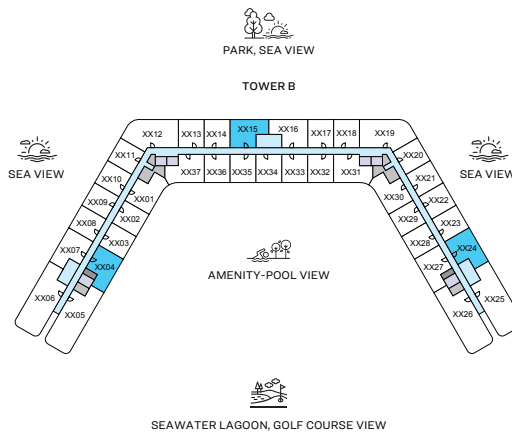 PARK, SEA VIEW
TOWER B
XX12
XX13
XX14
XX15
XX16
XX17
XX18
XX19
XX11
XX20
SEA VIEW
SEA VIEW
XX37
XX36
XX35
XX34
XX33
XX32
XX31
XX10
XX01
XX30
XX21
XX09
XX02
XX29
XX22
XX08
XX03
XX28
XX23
XX07
XX04
XX27
XX24
AMENITY-POOL VIEW
XX06
XX05
XX26
XX25
SEAWATER LAGOON, GOLF COURSE VIEW